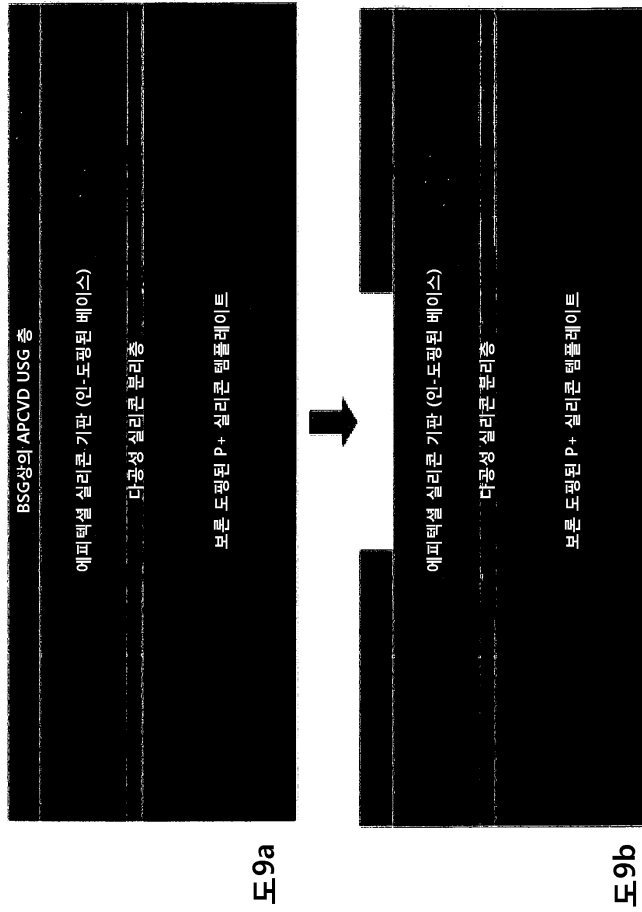 BSG상의 APCVD USG 층
에피택셜 실리콘 기판 (인-도핑된 베이스)
다공성 실리콘 분리층
보론 도핑된 P+ 실리콘 템플레이트
도9a
에피택셜 실리콘 기판 (인-도핑된 베이스)
다공성 실리콘 분리층
보론 도핑된 P+ 실리콘 템플레이트
도9b